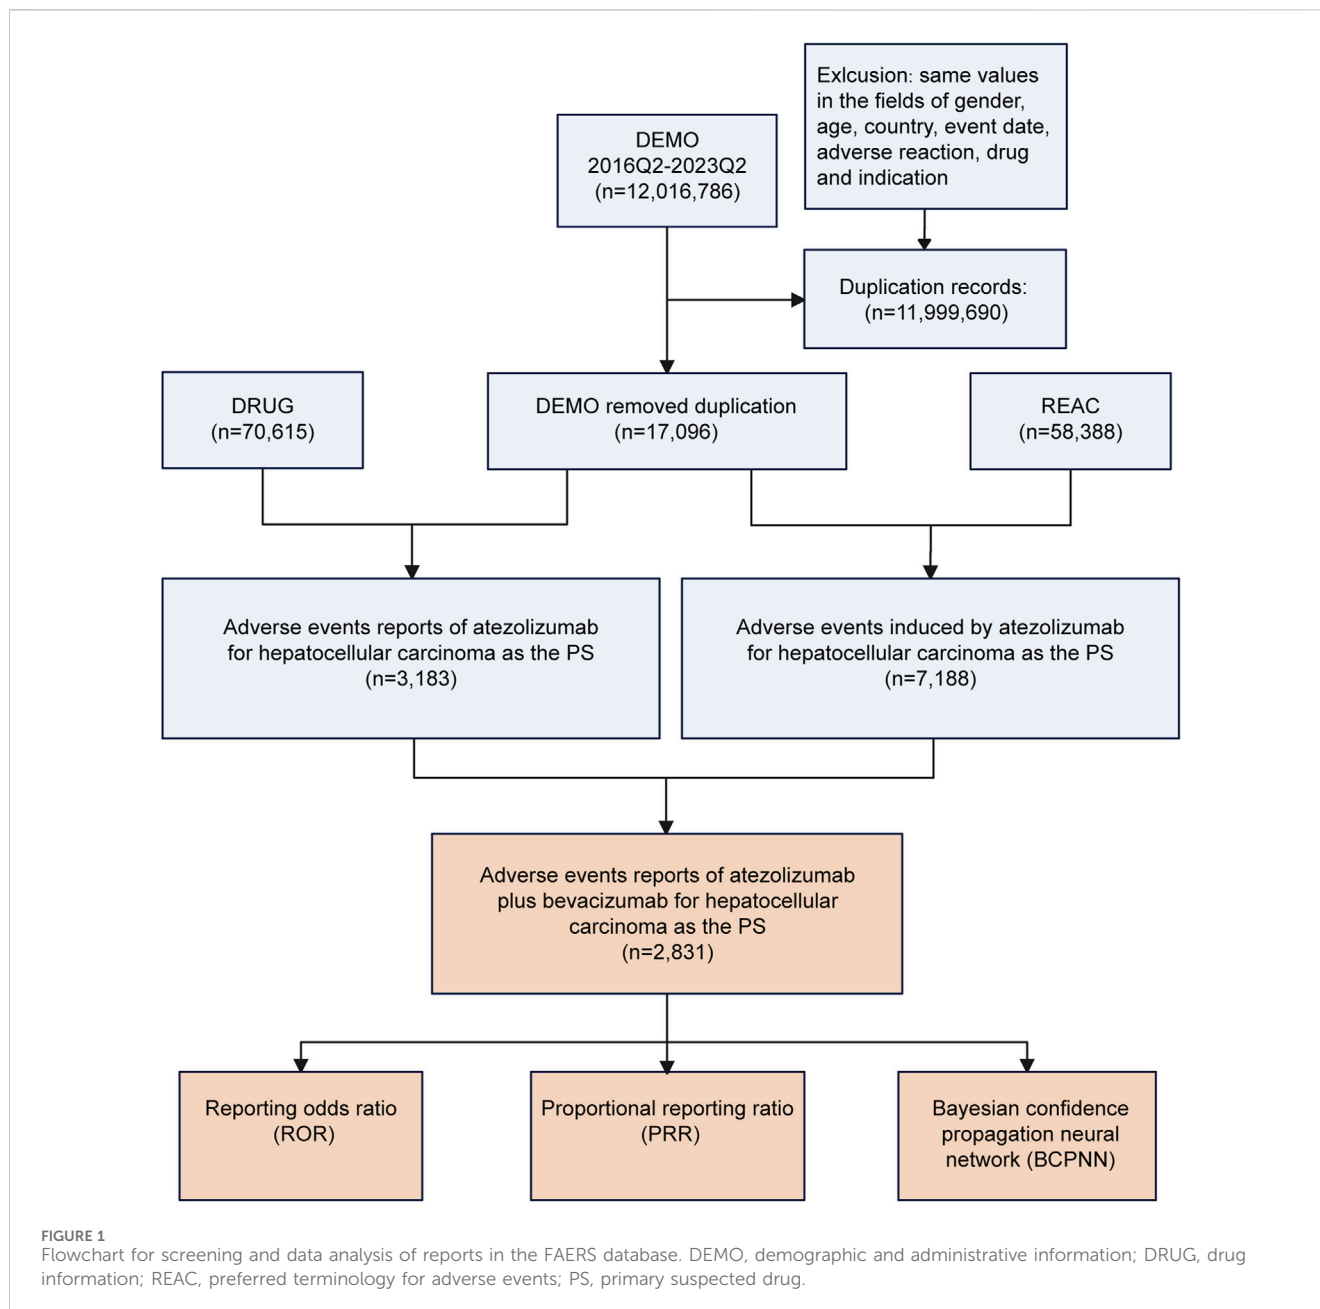 Exlcusion: same values
in the fields of gender,
age, country, event date,
adverse reaction, drug
and indication
DEMO
2016Q2-2023Q2
(n=12,016,786)
Duplication records:
(n=11,999,690)
DRUG
(n=70,615)
DEMO removed duplication
(n=17,096)
REAC
(n=58,388)
Adverse events reports of atezolizumab
for hepatocellular carcinoma as the PS
(n=3,183)
Adverse events induced by atezolizumab
for hepatocellular carcinoma as the PS
(n=7,188)
Adverse events reports of atezolizumab
plus bevacizumab for hepatocellular
carcinoma as the PS
(n=2,831)
Reporting odds ratio
(ROR)
Proportional reporting ratio
(PRR)
Bayesian confidence
propagation neural
network (BCPNN)
FIGURE 1
Flowchart for screening and data analysis of reports in the FAERS database. DEMO, demographic and administrative information; DRUG, drug
information; REAC, preferred terminology for adverse events; PS, primary suspected drug.